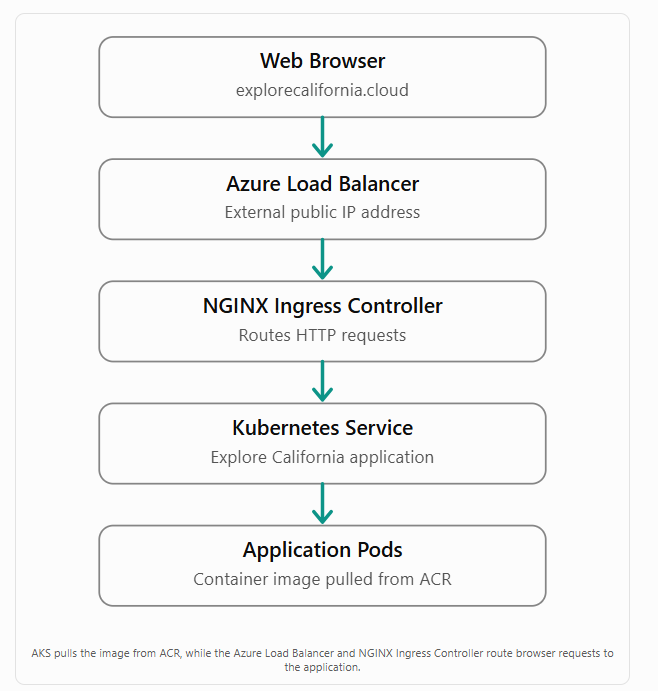 Web Browser
explorecalifornia.cloud
Azure Load Balancer
External public IP address
NGINX Ingress Controller
Routes HTTP requests
Kubernetes Service
Explore California application
Application Pods
Container image pulled from ACR
AKS pulls the image from ACR, while the Azure Load Balancer and NGINX Ingress Controller route browser requests to
the application.